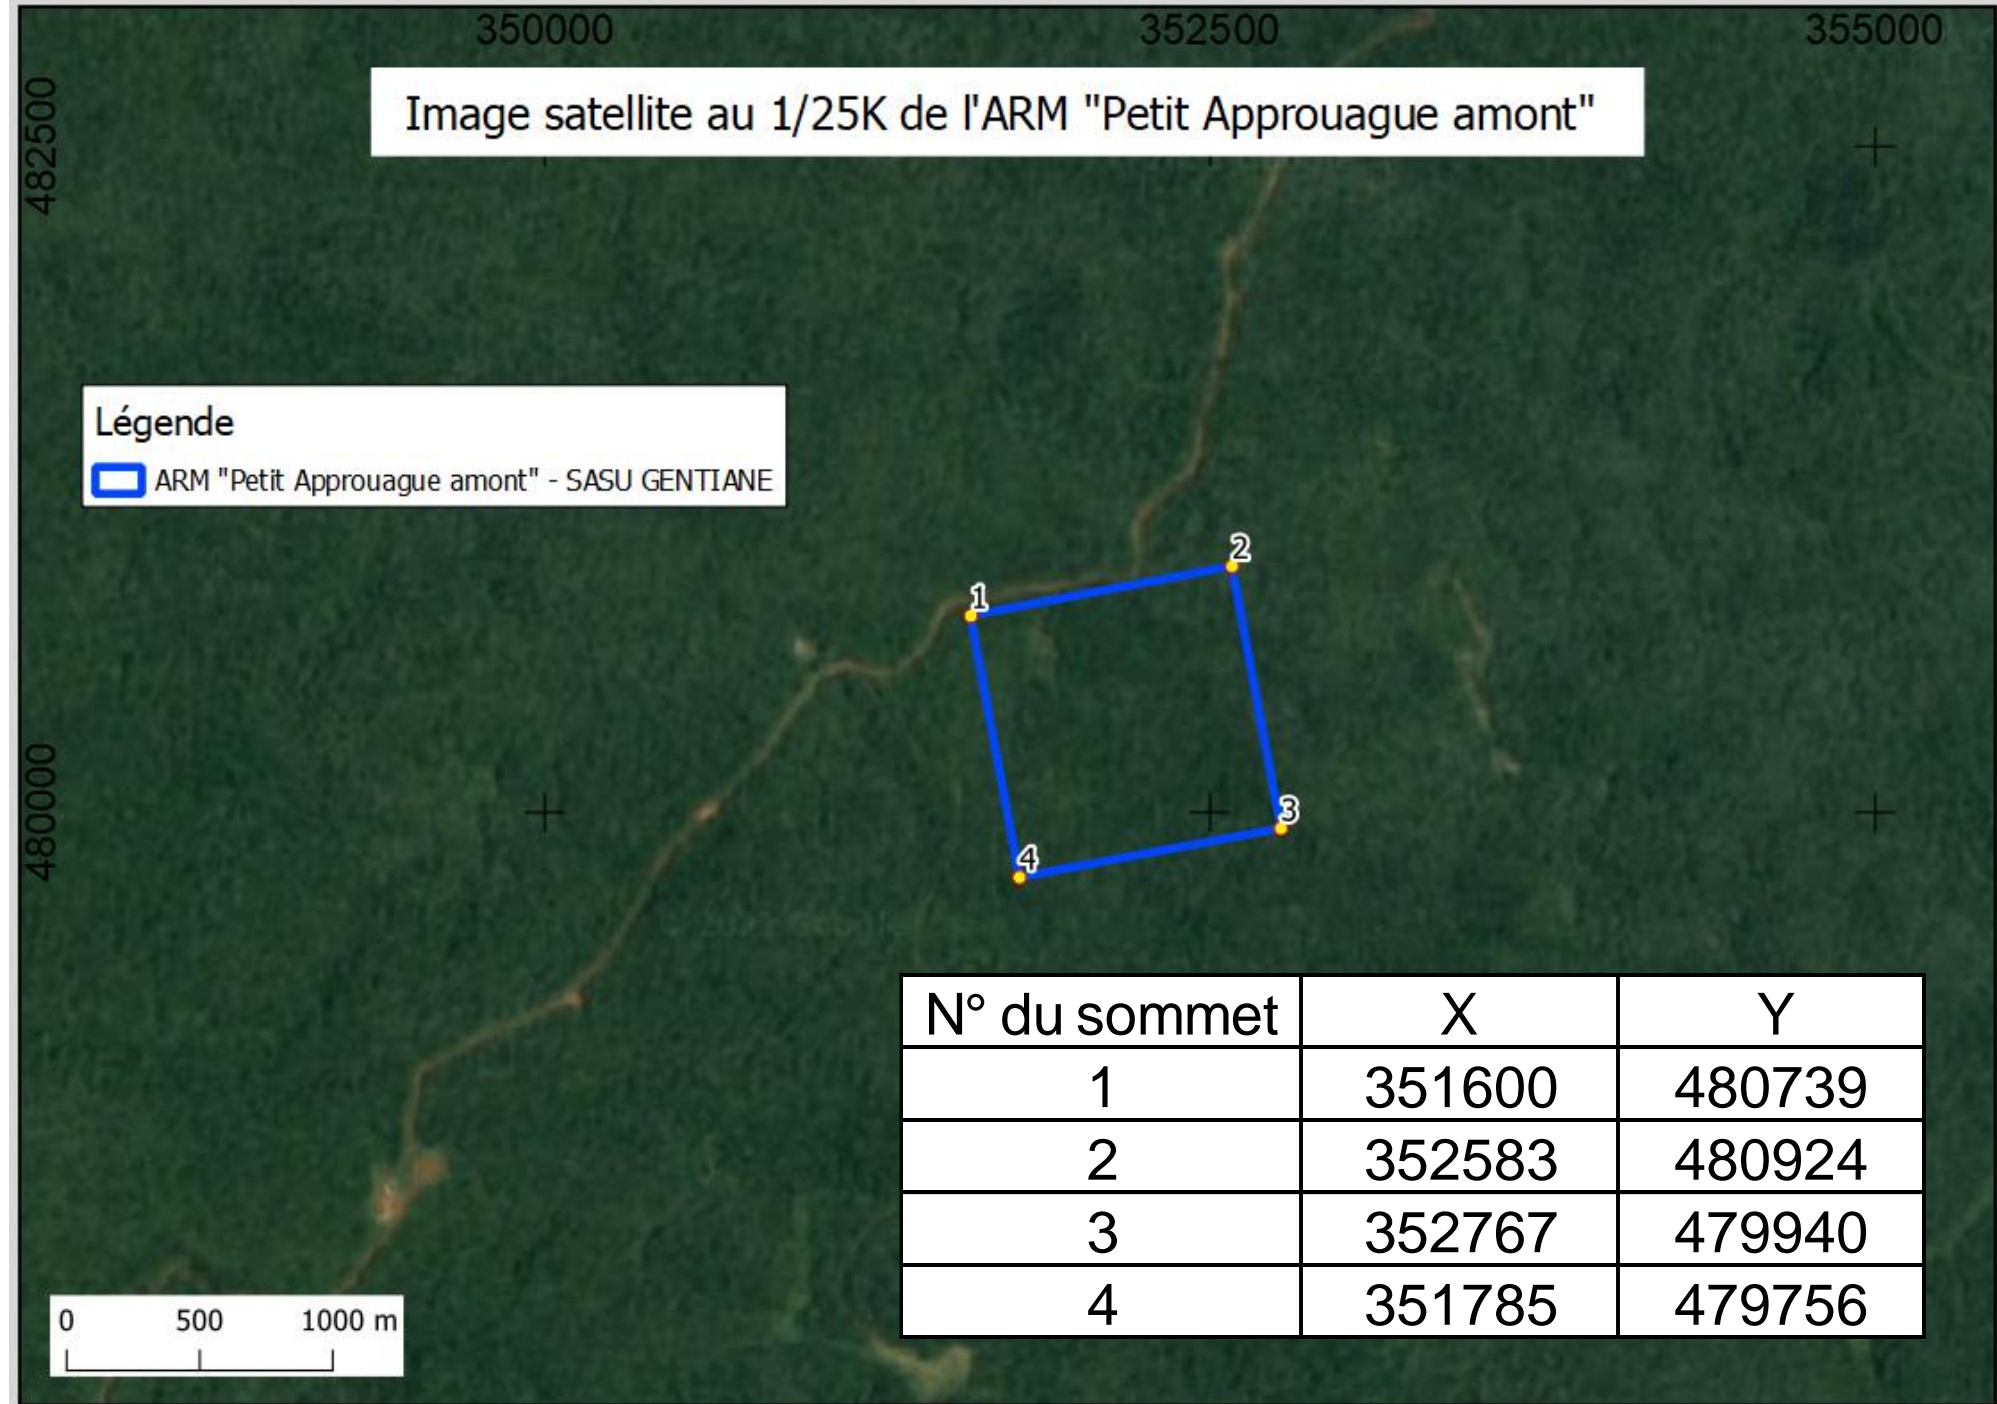 350000 352500 355000
482500
Image satellite au 1/25K de l'ARM "Petit Approuague amont"
Légende
ARM "Petit Approuague amont" - SASU GENTIANE
2
1
480000
3
4
N° du sommet X Y
1 351600 480739
2 352583 480924
3 352767 479940
4 351785 479756
0 500 1000 m